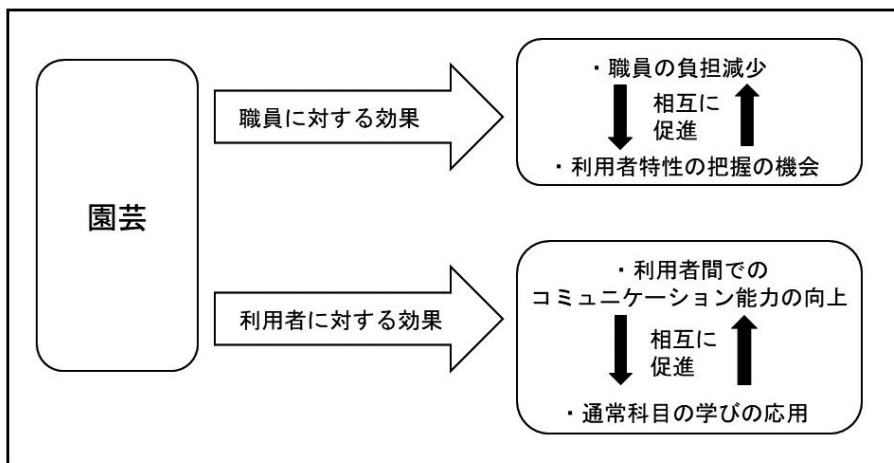 園芸
職員に対する効果
・職員の負担減少
相互に
促進
・利用者特性の把握の機会
利用者に対する効果
・利用者間での
コミュニケーション能力の向上
相互に
促進
・通常科目の学びの応用